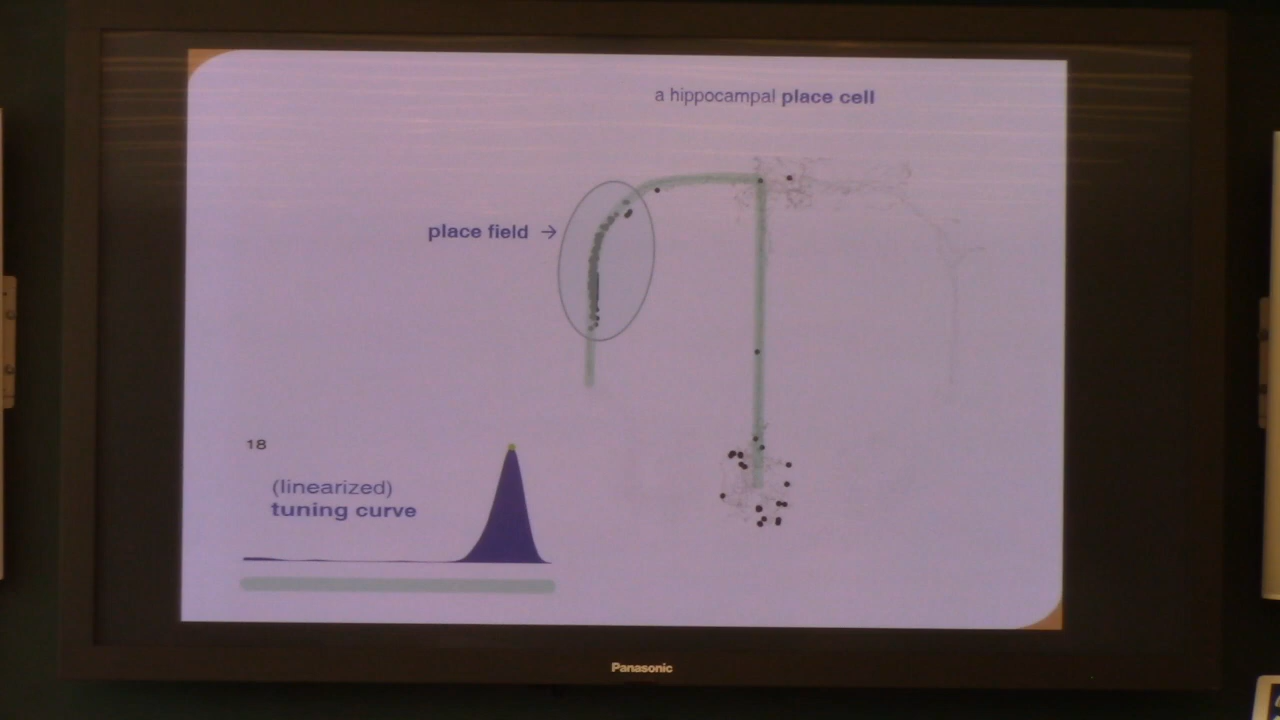 a hippocampal place cell
place field →
18
(linearized)
tuning curve
Panasonic